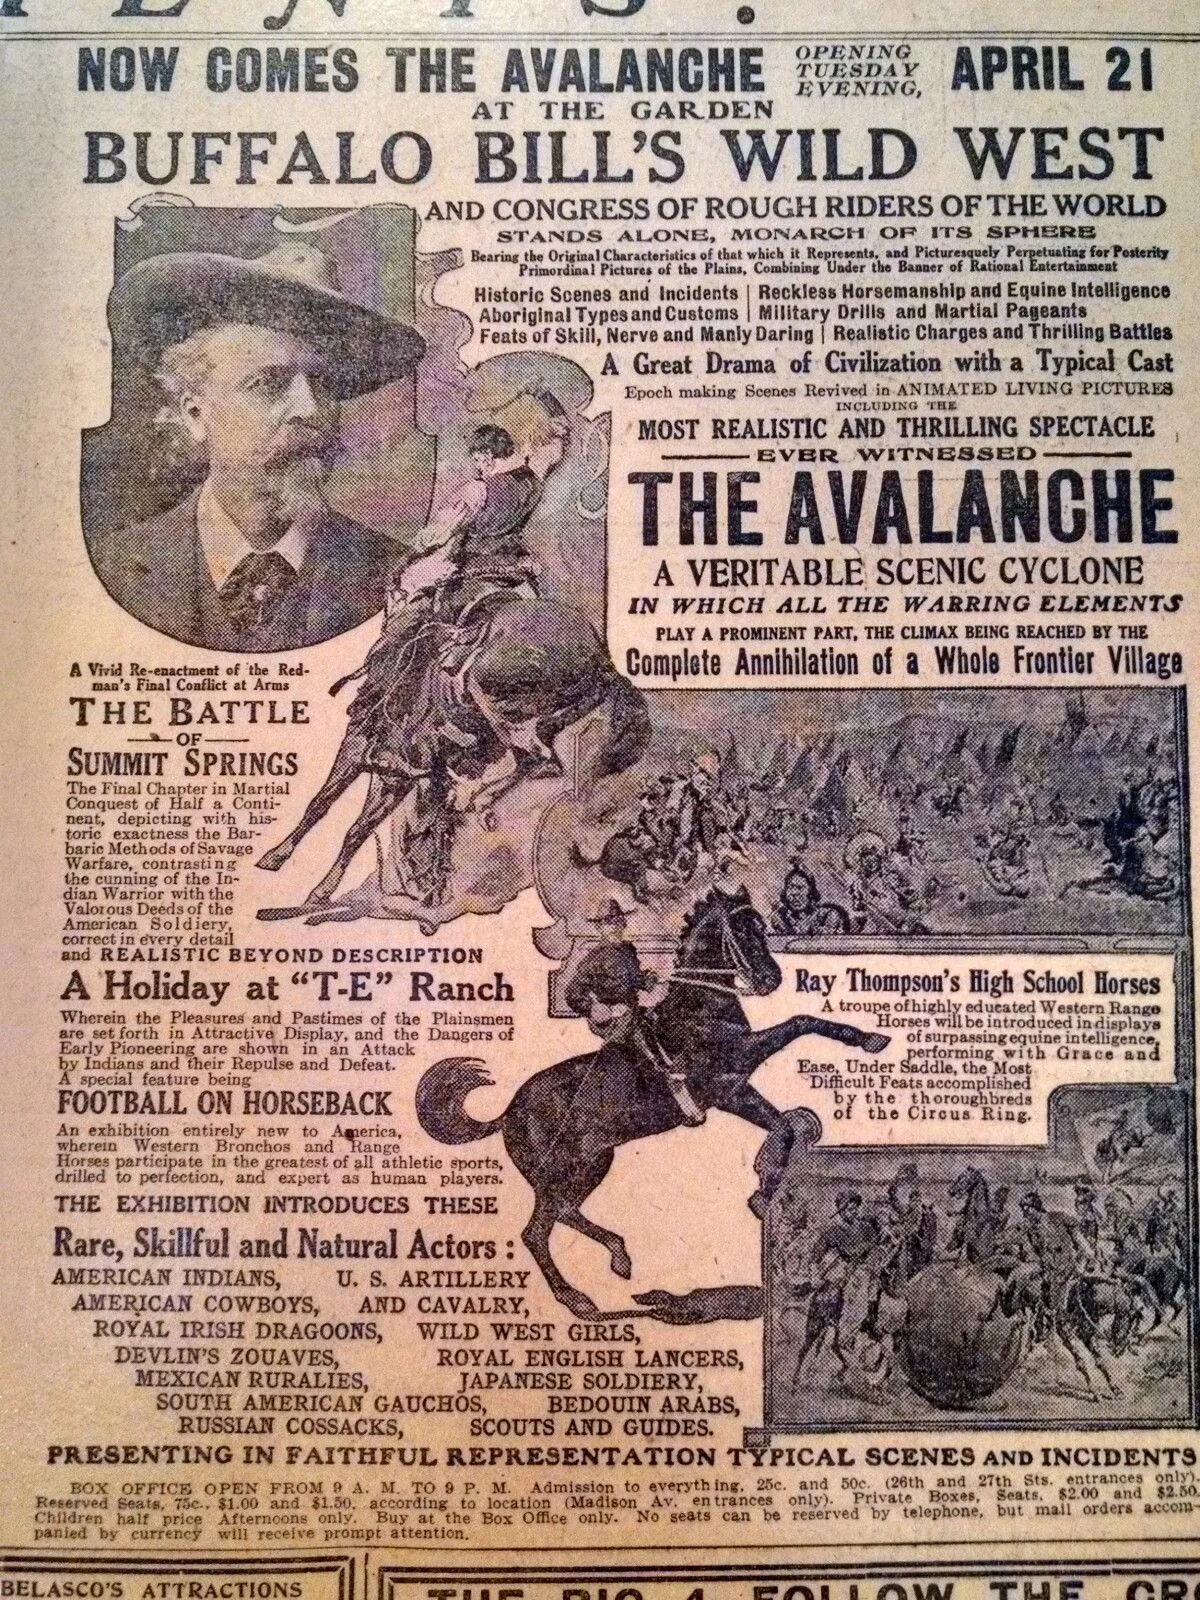 NOW COMES THE AVALANCHE
OPENING
TUESDAY
EVENING,
APRIL 21
AT THE GARDEN
BUFFALO BILL'S WILD WEST
AND CONGRESS OF ROUGH RIDERS OF THE WORLD
STANDS ALONE, MONARCH OF ITS SPHERE
Bearing the Original Characteristics of that which it Represents, and Picturesquely Perpetuating for Posterity
Primordinal Pictures of the Plains, Combining Under the Banner of Rational Entertainment
Historic Scenes and Incidents | Reckless Horsemanship and Equine Intelligence
Aboriginal Types and Customs | Military Drills and Martial Pageants
Feats of Skill, Nerve and Manly Daring | Realistic Charges and Thrilling Battles
A Great Drama of Civilization with a Typical Cast
Epoch making Scenes Revived in ANIMATED LIVING PICTURES
INCLUDING THE
MOST REALISTIC AND THRILLING SPECTACLE
EVER WITNESSED
THE AVALANCHE
A VERITABLE SCENIC CYCLONE
IN WHICH ALL THE WARRING ELEMENTS
PLAY A PROMINENT PART, THE CLIMAX BEING REACHED BY THE
Complete Annihilation of a Whole Frontier Village
A Vivid Re-enactment of the Red-
man's Final Conflict at Arms
THE BATTLE
OF
SUMMIT SPRINGS
The Final Chapter in Martial
Conquest of Half a Conti-
nent, depicting with his-
toric exactness the Bar-
baric Methods of Savage
Warfare, contrasting
the cunning of the In-
dian Warrior with the
Valorous Deeds of the
American Soldiery,
correct in every detail
and REALISTIC BEYOND DESCRIPTION
A Holiday at "T-E" Ranch
Wherein the Pleasures and Pastimes of the Plainsmen
are set forth in Attractive Display, and the Dangers of
Early Pioneering are shown in an Attack
by Indians and their Repulse and Defeat.
A special feature being
FOOTBALL ON HORSEBACK
An exhibition entirely new to America,
wherein Western Bronchos and Range
Horses participate in the greatest of all athletic sports,
drilled to perfection, and expert as human players.
Ray Thompson's High School Horses
A troupe of highly educated Western Range
Horses will be introduced in displays
of surpassing equine intelligence,
performing with Grace and
Ease, Under Saddle, the Most
Difficult Feats accomplished
by the thoroughbreds
of the Circus Ring.
THE EXHIBITION INTRODUCES THESE
Rare, Skillful and Natural Actors:
AMERICAN INDIANS, U. S. ARTILLERY
AMERICAN COWBOYS, AND CAVALRY,
ROYAL IRISH DRAGOONS, WILD WEST GIRLS,
DEVLIN'S ZOUAVES, ROYAL ENGLISH LANCERS,
MEXICAN RURALIES, JAPANESE SOLDIERY,
SOUTH AMERICAN GAUCHOS, BEDOUIN ARABS,
RUSSIAN COSSACKS, SCOUTS AND GUIDES.
PRESENTING IN FAITHFUL REPRESENTATION TYPICAL SCENES AND INCIDENTS
BOX OFFICE OPEN FROM 9 A. M. TO 9 P. M. Admission to everything, 25c. and 50c. (26th and 27th Sts. entrances only).
Reserved Seats, 75c., $1.00 and $1.50, according to location (Madison Av. entrances only). Private Boxes, Seats, $2.00 and $2.50.
Children half price Afternoons only. Buy at the Box Office only. No seats can be reserved by telephone, but mail orders accom-
panied by currency will receive prompt attention.
BELASCO'S ATTRACTIONS
THE BIG 4 FOLLOW THE